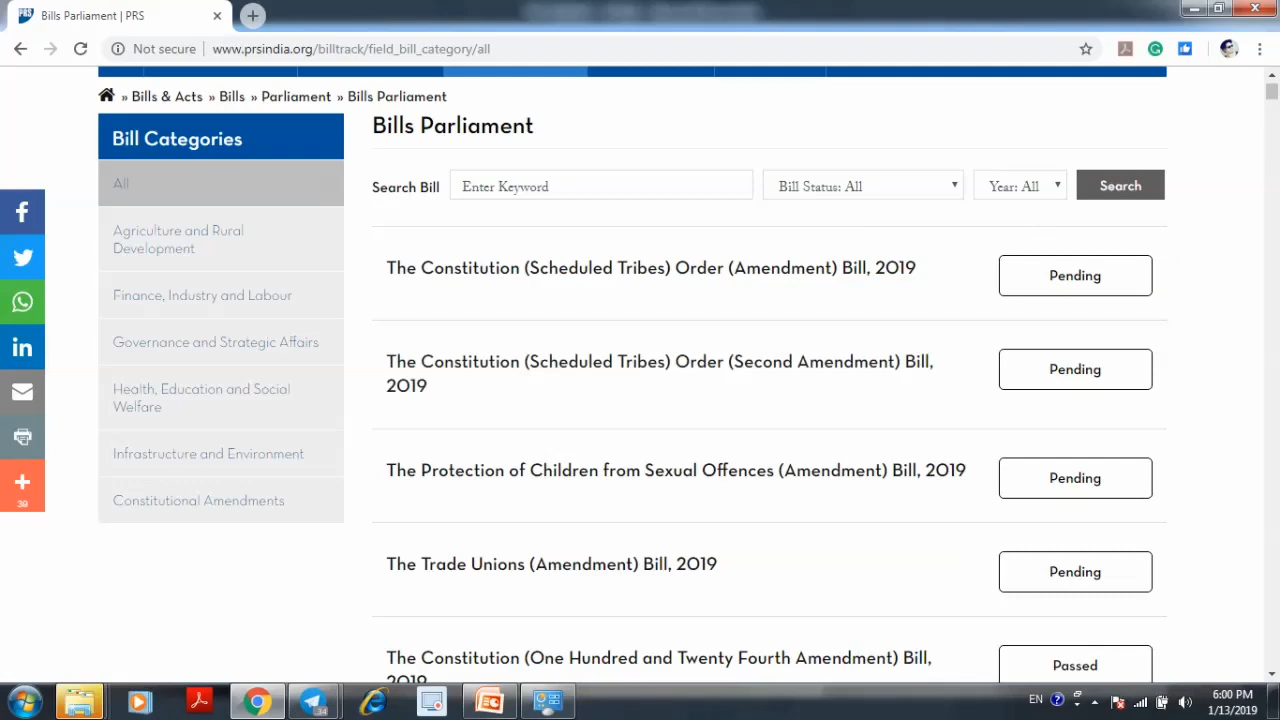 Bills Parliament | PRS
Not secure
www.prsindia.org/billtrack/field_bill_category/all
» Bills & Acts » Bills » Parliament » Bills Parliament
Bill Categories
All
Agriculture and Rural
Development
Finance, Industry and Labour
Governance and Strategic Affairs
Health, Education and Social
Welfare
Infrastructure and Environment
Constitutional Amendments
39
Bills Parliament
Search Bill
Enter Keyword
Bill Status: All
Year: All
Search
The Constitution (Scheduled Tribes) Order (Amendment) Bill, 2019
Pending
The Constitution (Scheduled Tribes) Order (Second Amendment) Bill,
2019
Pending
The Protection of Children from Sexual Offences (Amendment) Bill, 2019
Pending
The Trade Unions (Amendment) Bill, 2019
Pending
The Constitution (One Hundred and Twenty Fourth Amendment) Bill,
2019
Passed
EN
6:00 PM
1/13/2019